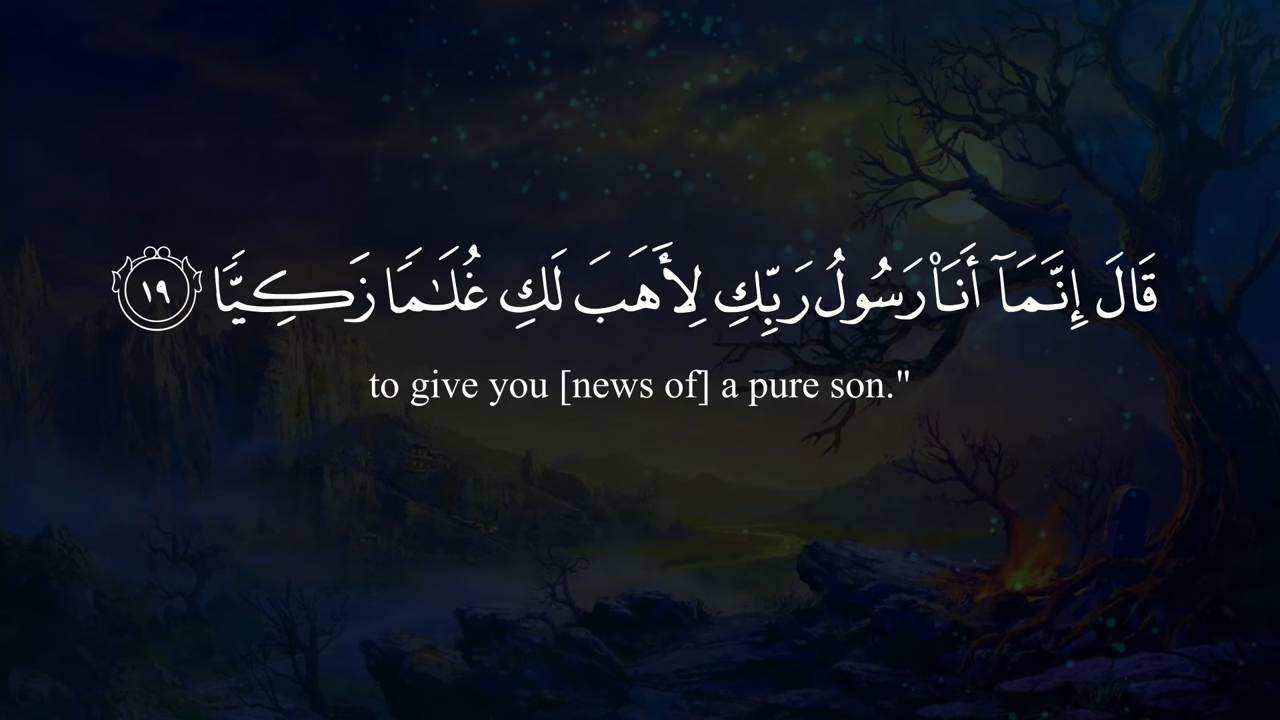 قَالَ إِنَّمَآ أَنَا۠ رَسُولُ رَبِّكِ لِأَهَبَ لَكِ غُلَـٰمًا زَكِيًّا ١٩
to give you [news of] a pure son."